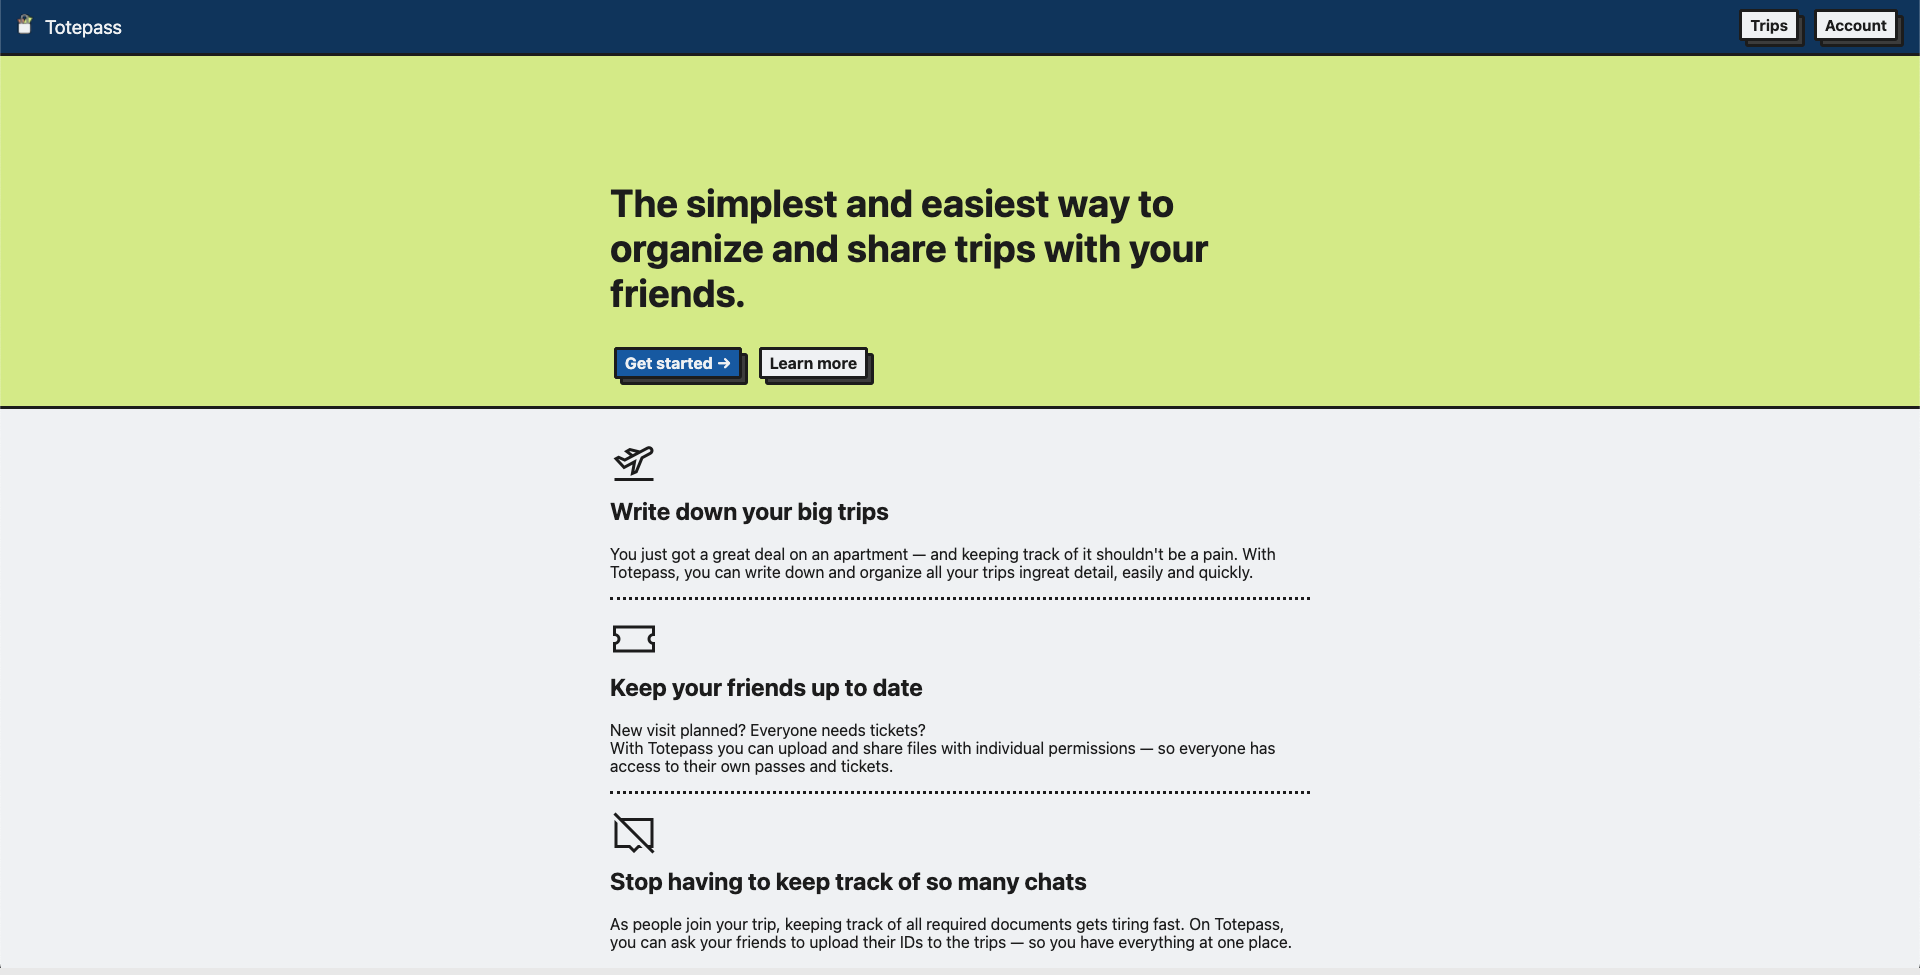 Totepass
Trips
Account
The simplest and easiest way to
organize and share trips with your
friends.
Get started →
Learn more
Write down your big trips
You just got a great deal on an apartment — and keeping track of it shouldn't be a pain. With
Totepass, you can write down and organize all your trips ingreat detail, easily and quickly.
Keep your friends up to date
New visit planned? Everyone needs tickets?
With Totepass you can upload and share files with individual permissions — so everyone has
access to their own passes and tickets.
Stop having to keep track of so many chats
As people join your trip, keeping track of all required documents gets tiring fast. On Totepass,
you can ask your friends to upload their IDs to the trips — so you have everything at one place.